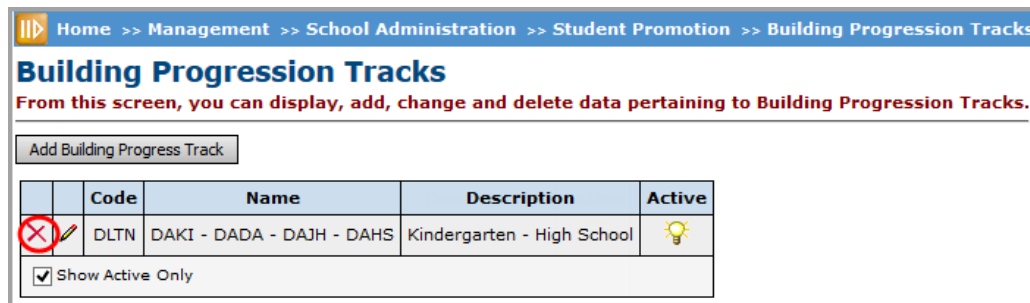 Home >> Management >> School Administration >> Student Promotion >> Building Progression Tracks
Building Progression Tracks
From this screen, you can display, add, change and delete data pertaining to Building Progression Tracks.
Add Building Progress Track
Code Name Description Active
DLTN DAKI - DADA - DAJH - DAHS Kindergarten - High School
Show Active Only